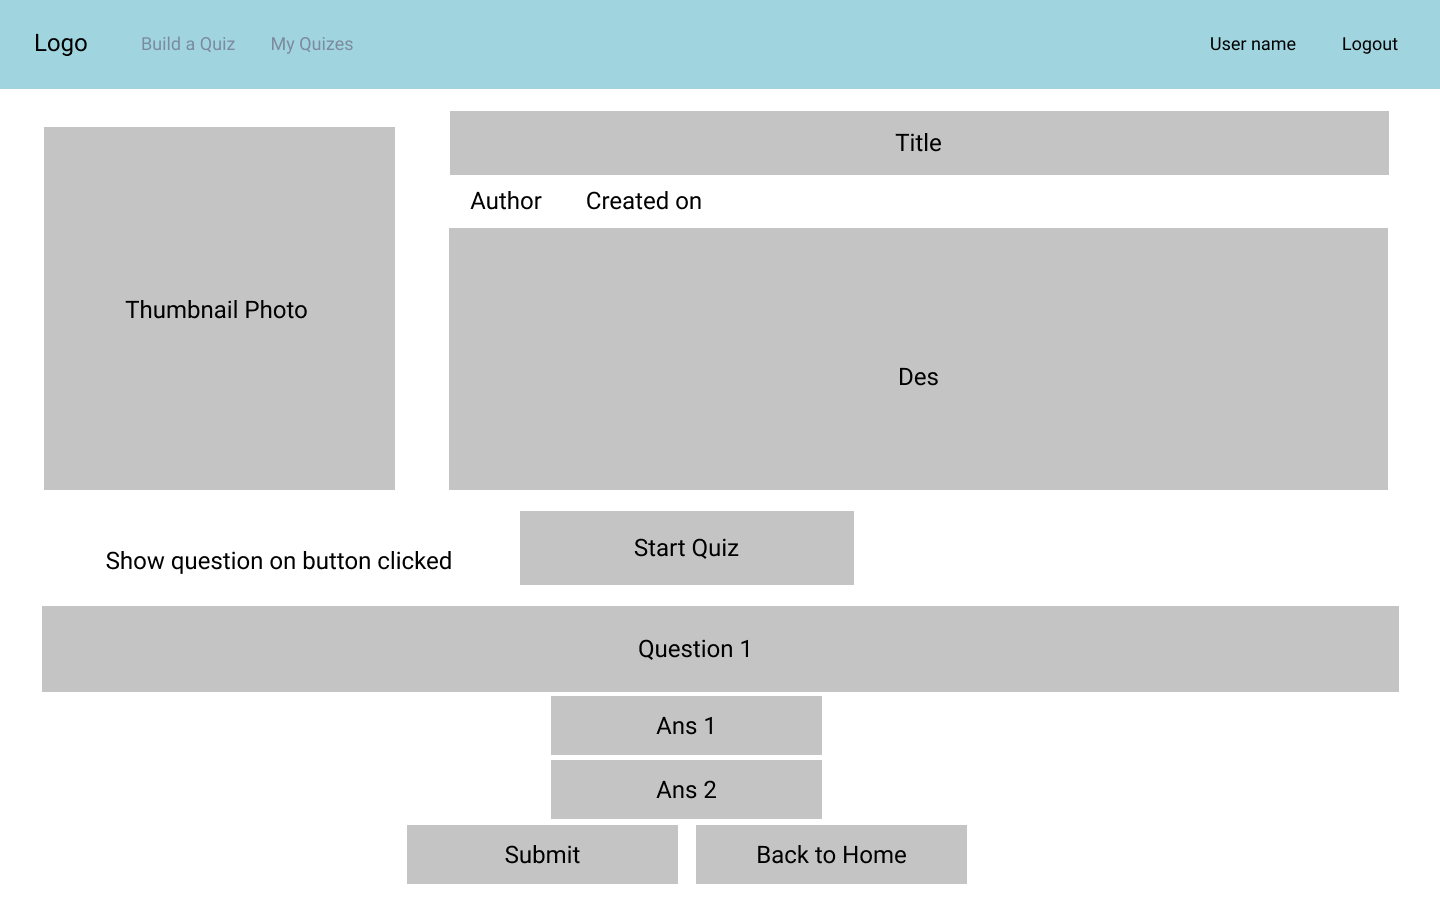 Logo
Build a Quiz
My Quizes
User name
Logout
Title
Author
Created on
Thumbnail Photo
Des
Start Quiz
Show question on button clicked
Question 1
Ans 1
Ans 2
Submit
Back to Home